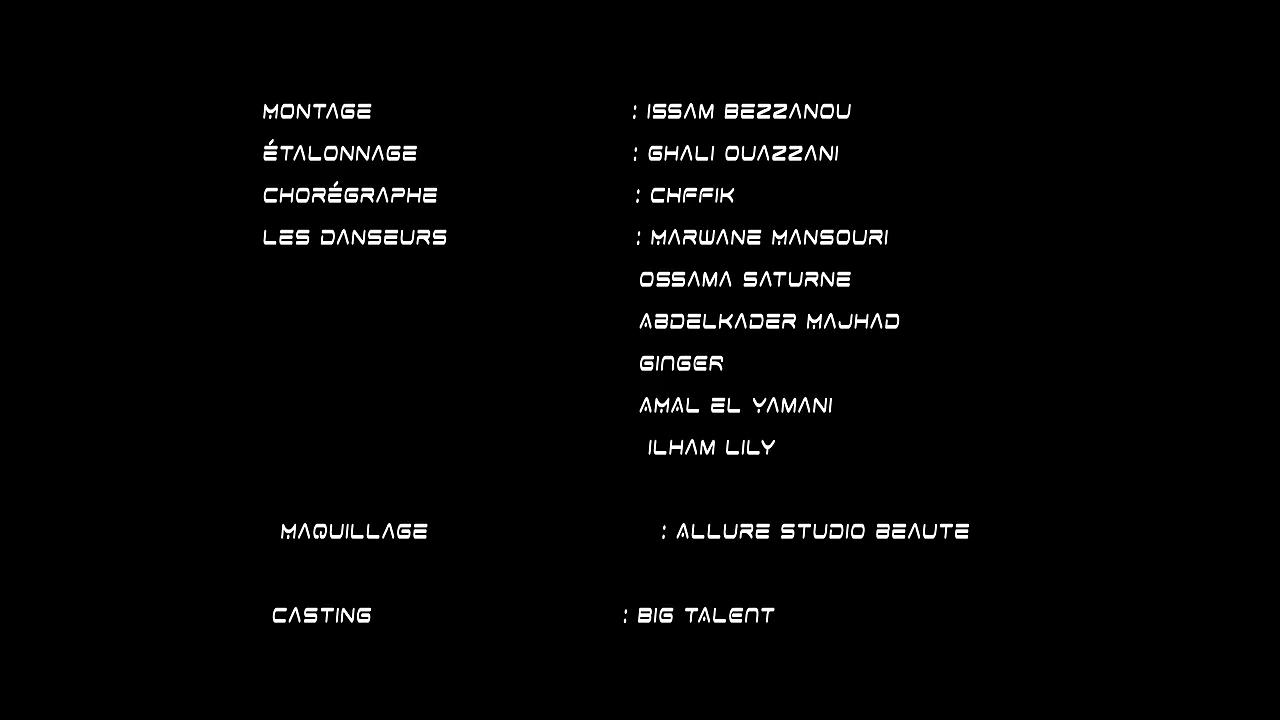 MONTAGE : ISSAM BEZZANOU
ÉTALONNAGE : GHALI OUAZZANI
CHORÉGRAPHE : CHFFIK
LES DANSEURS : MARWANE MANSOURI
OSSAMA SATURNE
ABDELKADER MAJHAD
GINGER
AMAL EL YAMANI
ILHAM LILY
MAQUILLAGE : ALLURE STUDIO BEAUTE
CASTING : BIG TALENT